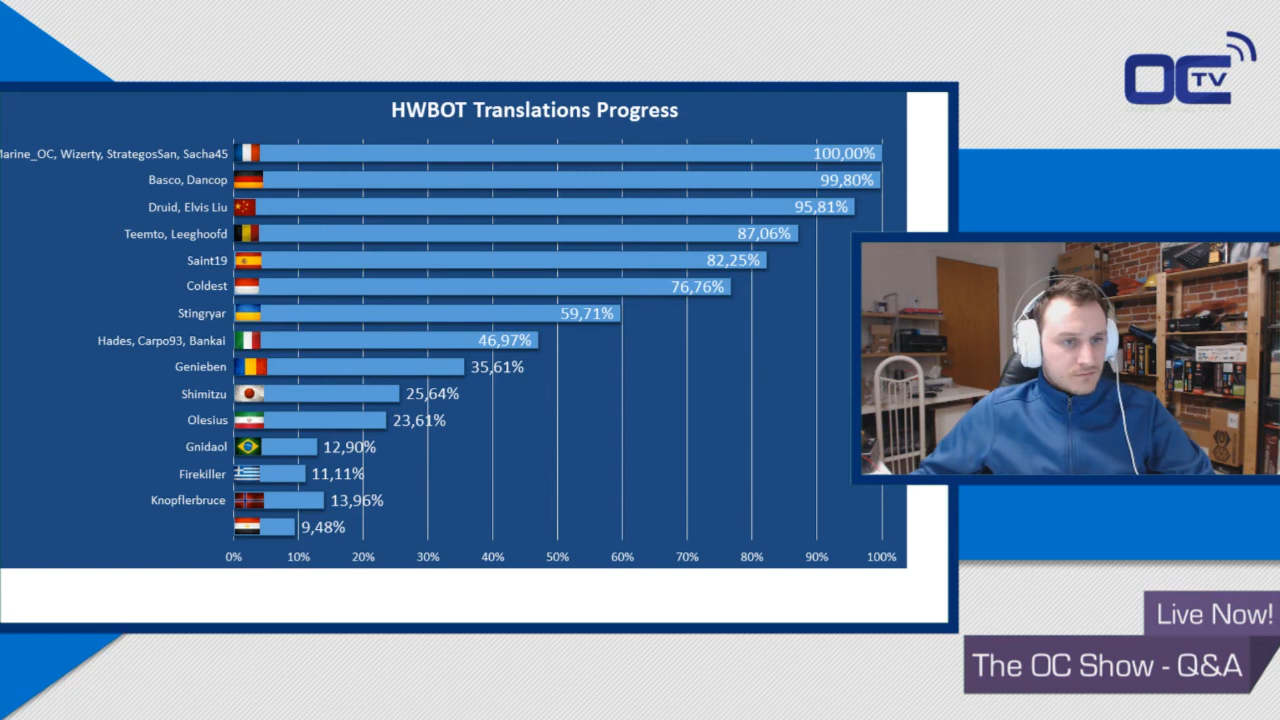 HWBOT Translations Progress
OC TV
Marine_OC, Wizerty, StrategosSan, Sacha45 100,00%
Basco, Dancop 99,80%
Druid, Elvis Liu 95,81%
Teemto, Leeghoofd 87,06%
Saint19 82,25%
Coldest 76,76%
Stingryar 59,71%
Hades, Carpo93, Bankai 46,97%
Genieben 35,61%
Shimitzu 25,64%
Olesius 23,61%
Gnidaol 12,90%
Firekiller 11,11%
Knopflerbruce 13,96%
9,48%
0% 10% 20% 30% 40% 50% 60% 70% 80% 90% 100%
Live Now!
The OC Show - Q&A